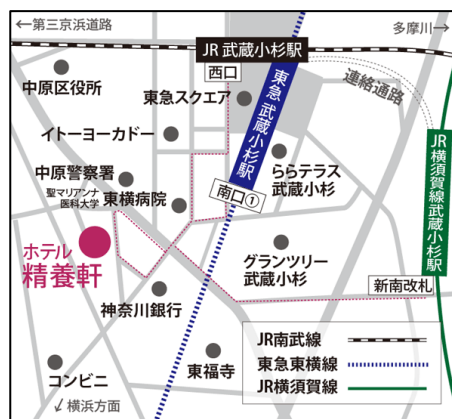 ←第三京浜道路
多摩川→
JR 武蔵小杉駅
西口
中原区役所
東急スクエア
連絡通路
東急 武蔵小杉駅
イトーヨーカドー
JR 横須賀線武蔵小杉駅
中原警察署
ららテラス
武蔵小杉
聖マリアンナ
医科大学
東横病院
南口①
ホテル
精養軒
グランツリー
武蔵小杉
新南改札
神奈川銀行
JR南武線
東急東横線
JR横須賀線
東福寺
コンビニ
↙横浜方面